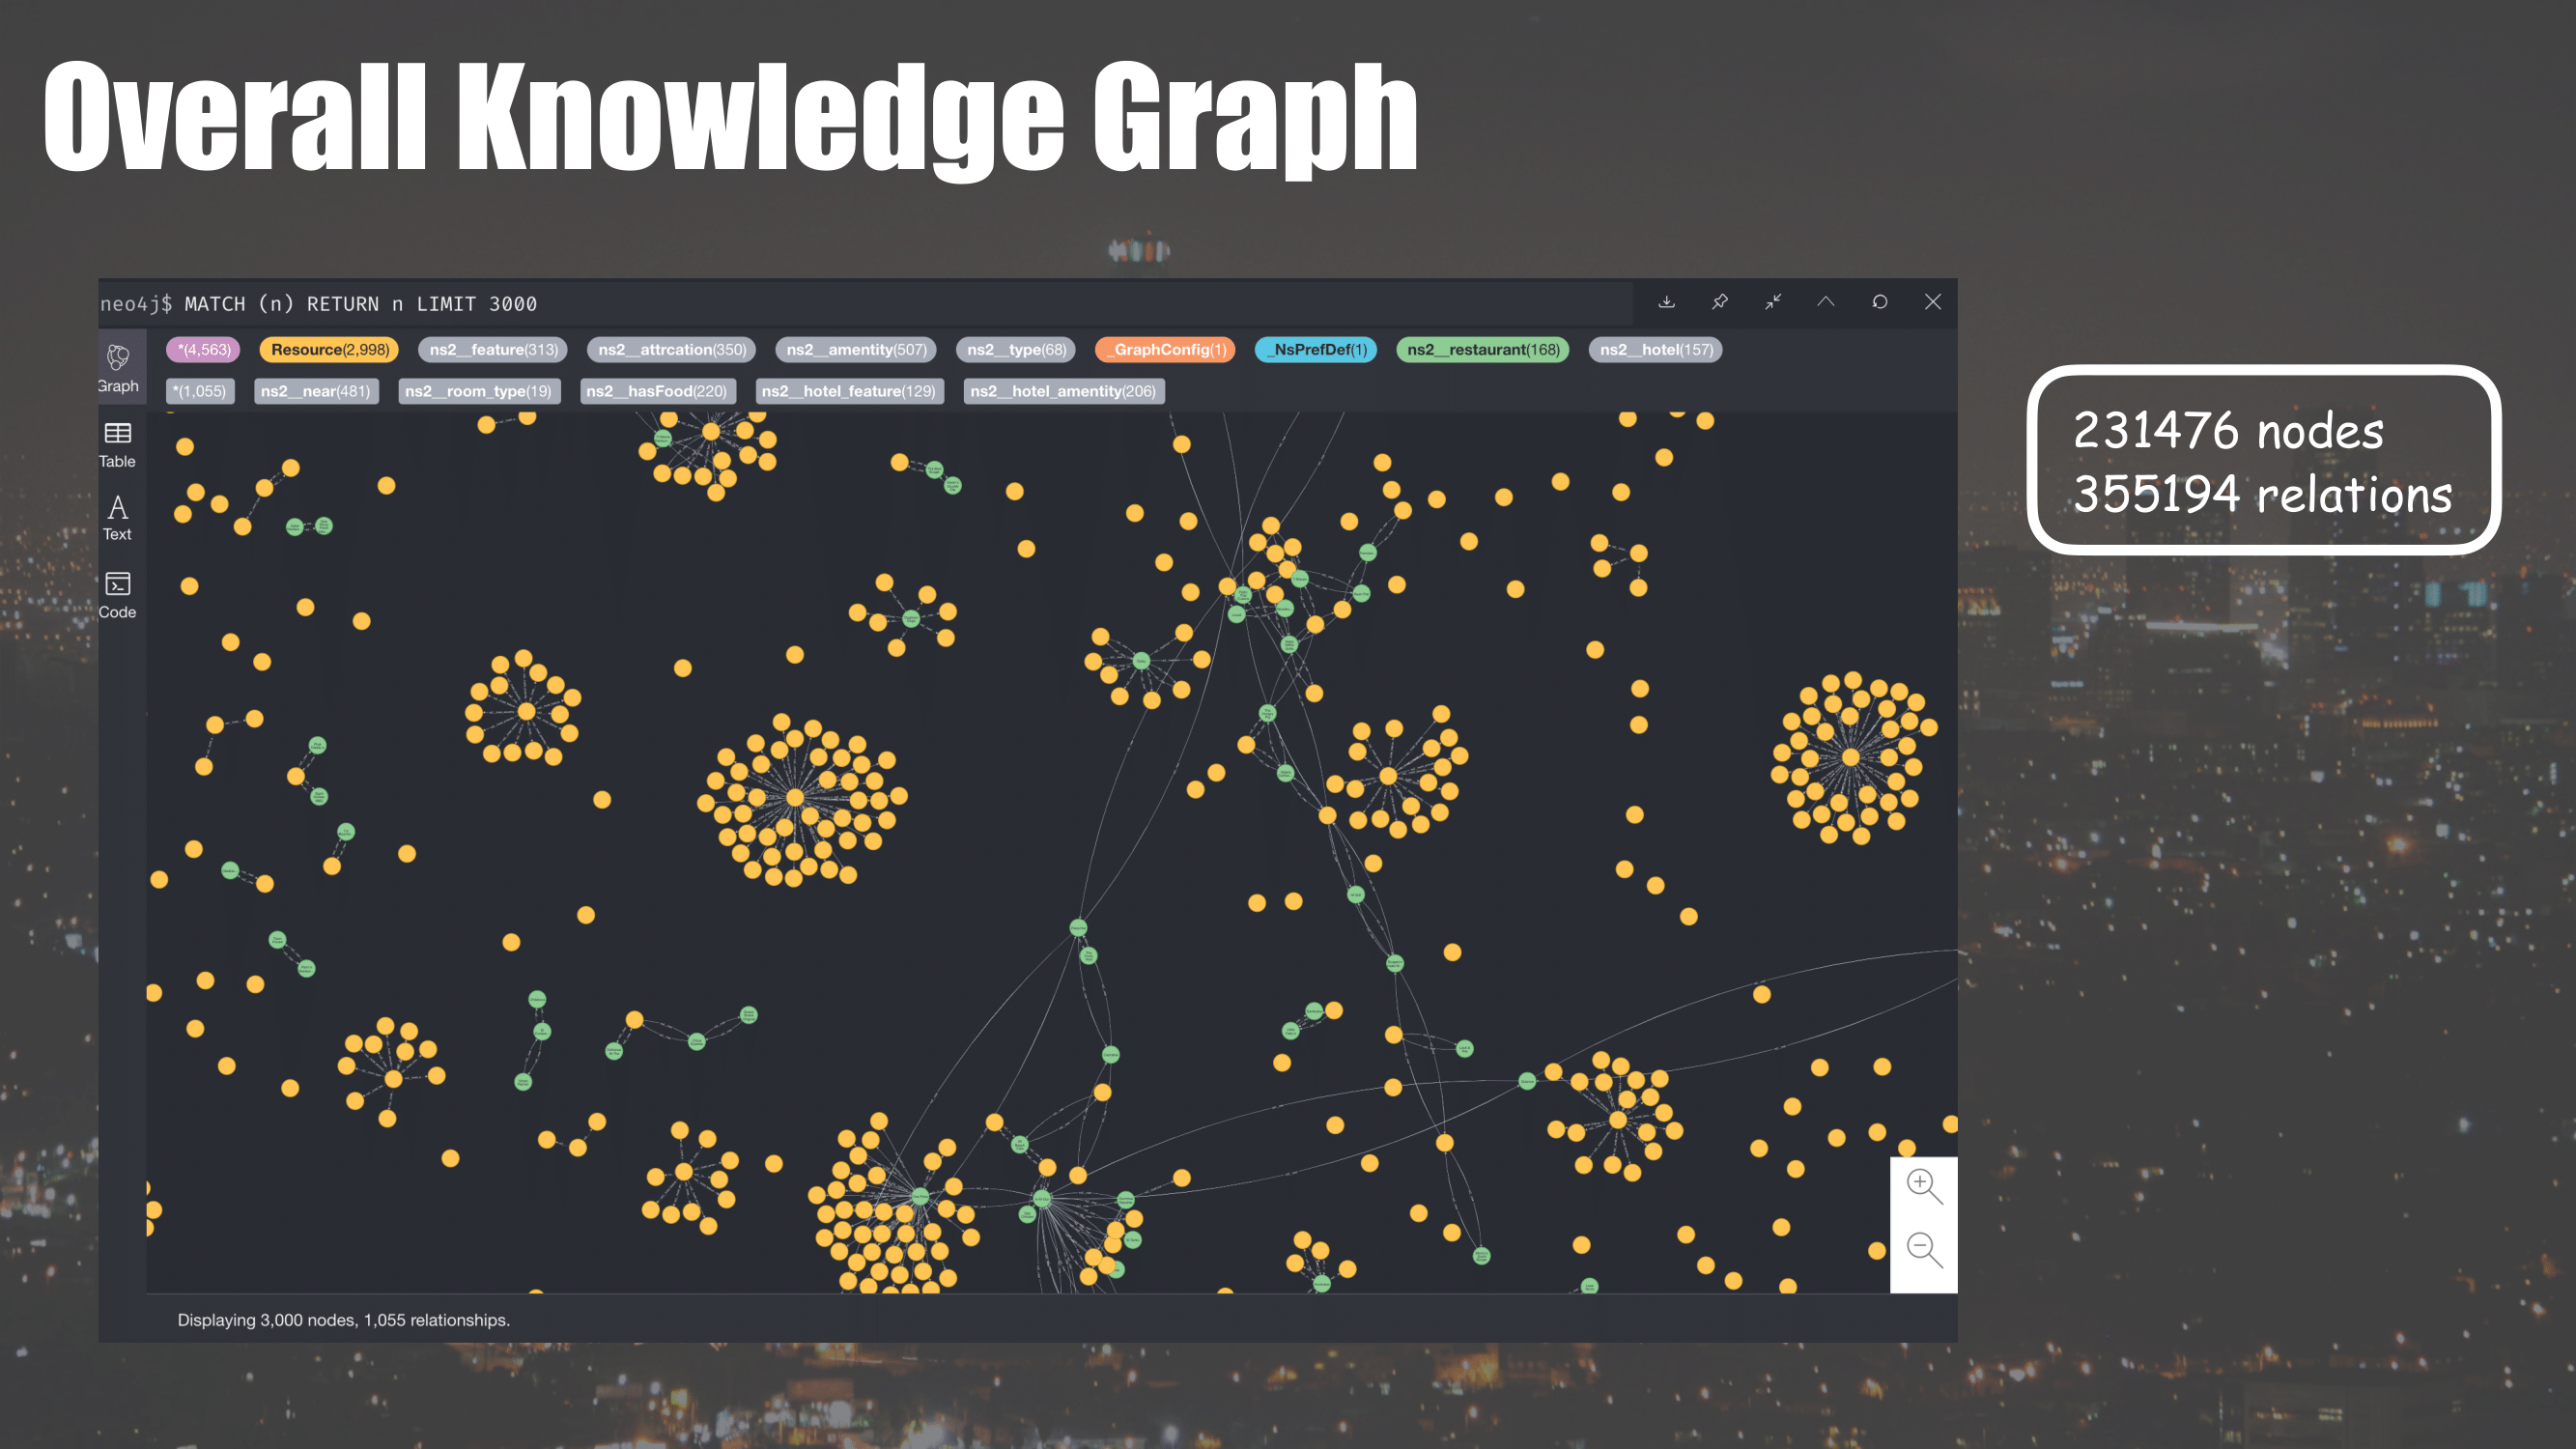 Overall Knowledge Graph
neo4j$ MATCH (n) RETURN n LIMIT 3000
*(4,563) Resource(2,998) ns2__feature(313) ns2__attrcation(350) ns2__amentity(507) ns2__type(68) _GraphConfig(1) _NsPrefDef(1) ns2__restaurant(168) ns2__hotel(157)
*(1,055) ns2__near(481) ns2__room_type(19) ns2__hasFood(220) ns2__hotel_feature(129) ns2__hotel_amentity(206)
Graph
Table
Text
Code
231476 nodes
355194 relations
Displaying 3,000 nodes, 1,055 relationships.